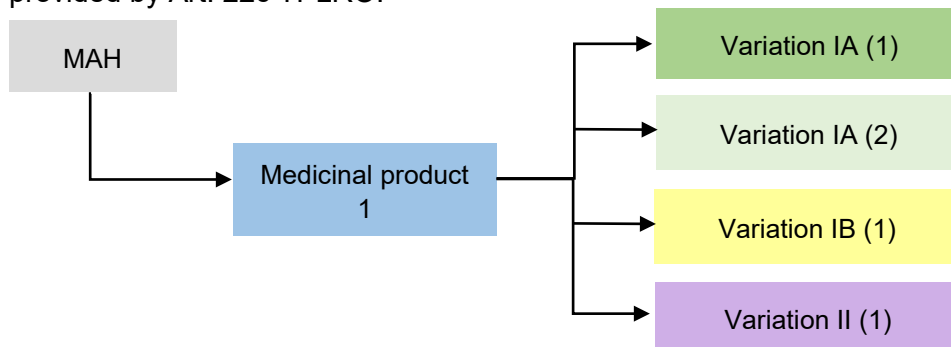 MAH
Variation IA (1)
Variation IA (2)
Medicinal product
1
Variation IB (1)
Variation II (1)